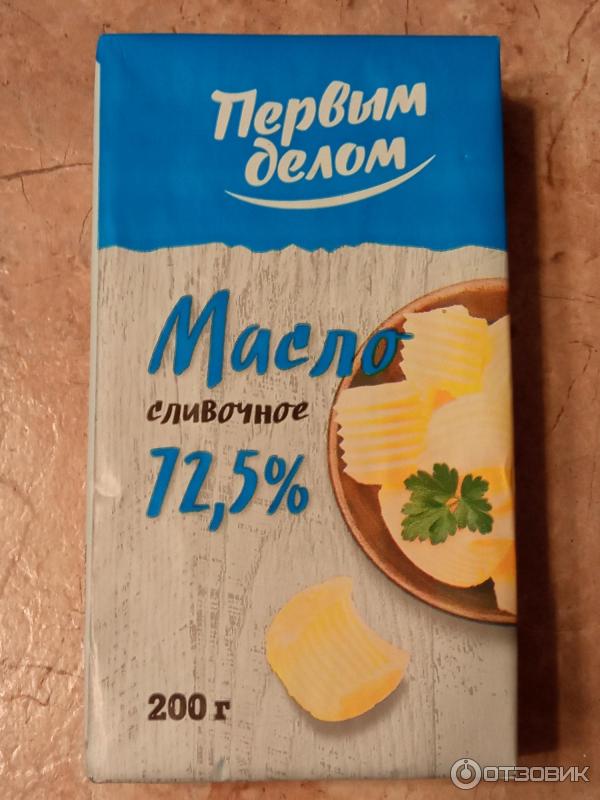 Первым
делом
Масло
сливочное
72,5%
200 г
ОТЗОВИК